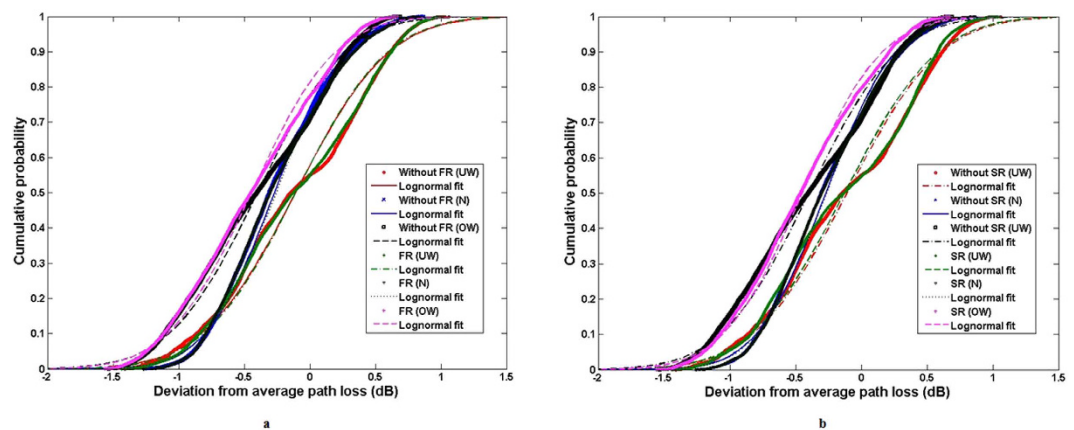 1
0.9
0.8
0.7
0.6
0.5
0.4
0.3
0.2
0.1
0
Cumulative probability
-2
-1.5
-1
-0.5
0
0.5
1
1.5
Deviation from average path loss (dB)
Without FR (UW)
Lognormal fit
Without FR (N)
Lognormal fit
Without FR (OW)
Lognormal fit
FR (UW)
Lognormal fit
FR (N)
Lognormal fit
FR (OW)
Lognormal fit
a
1
0.9
0.8
0.7
0.6
0.5
0.4
0.3
0.2
0.1
0
Cumulative probability
-2
-1.5
-1
-0.5
0
0.5
1
1.5
Deviation from average path loss (dB)
Without SR (UW)
Lognormal fit
Without SR (N)
Lognormal fit
Without SR (UW)
Lognormal fit
SR (UW)
Lognormal fit
SR (N)
Lognormal fit
SR (OW)
Lognormal fit
b